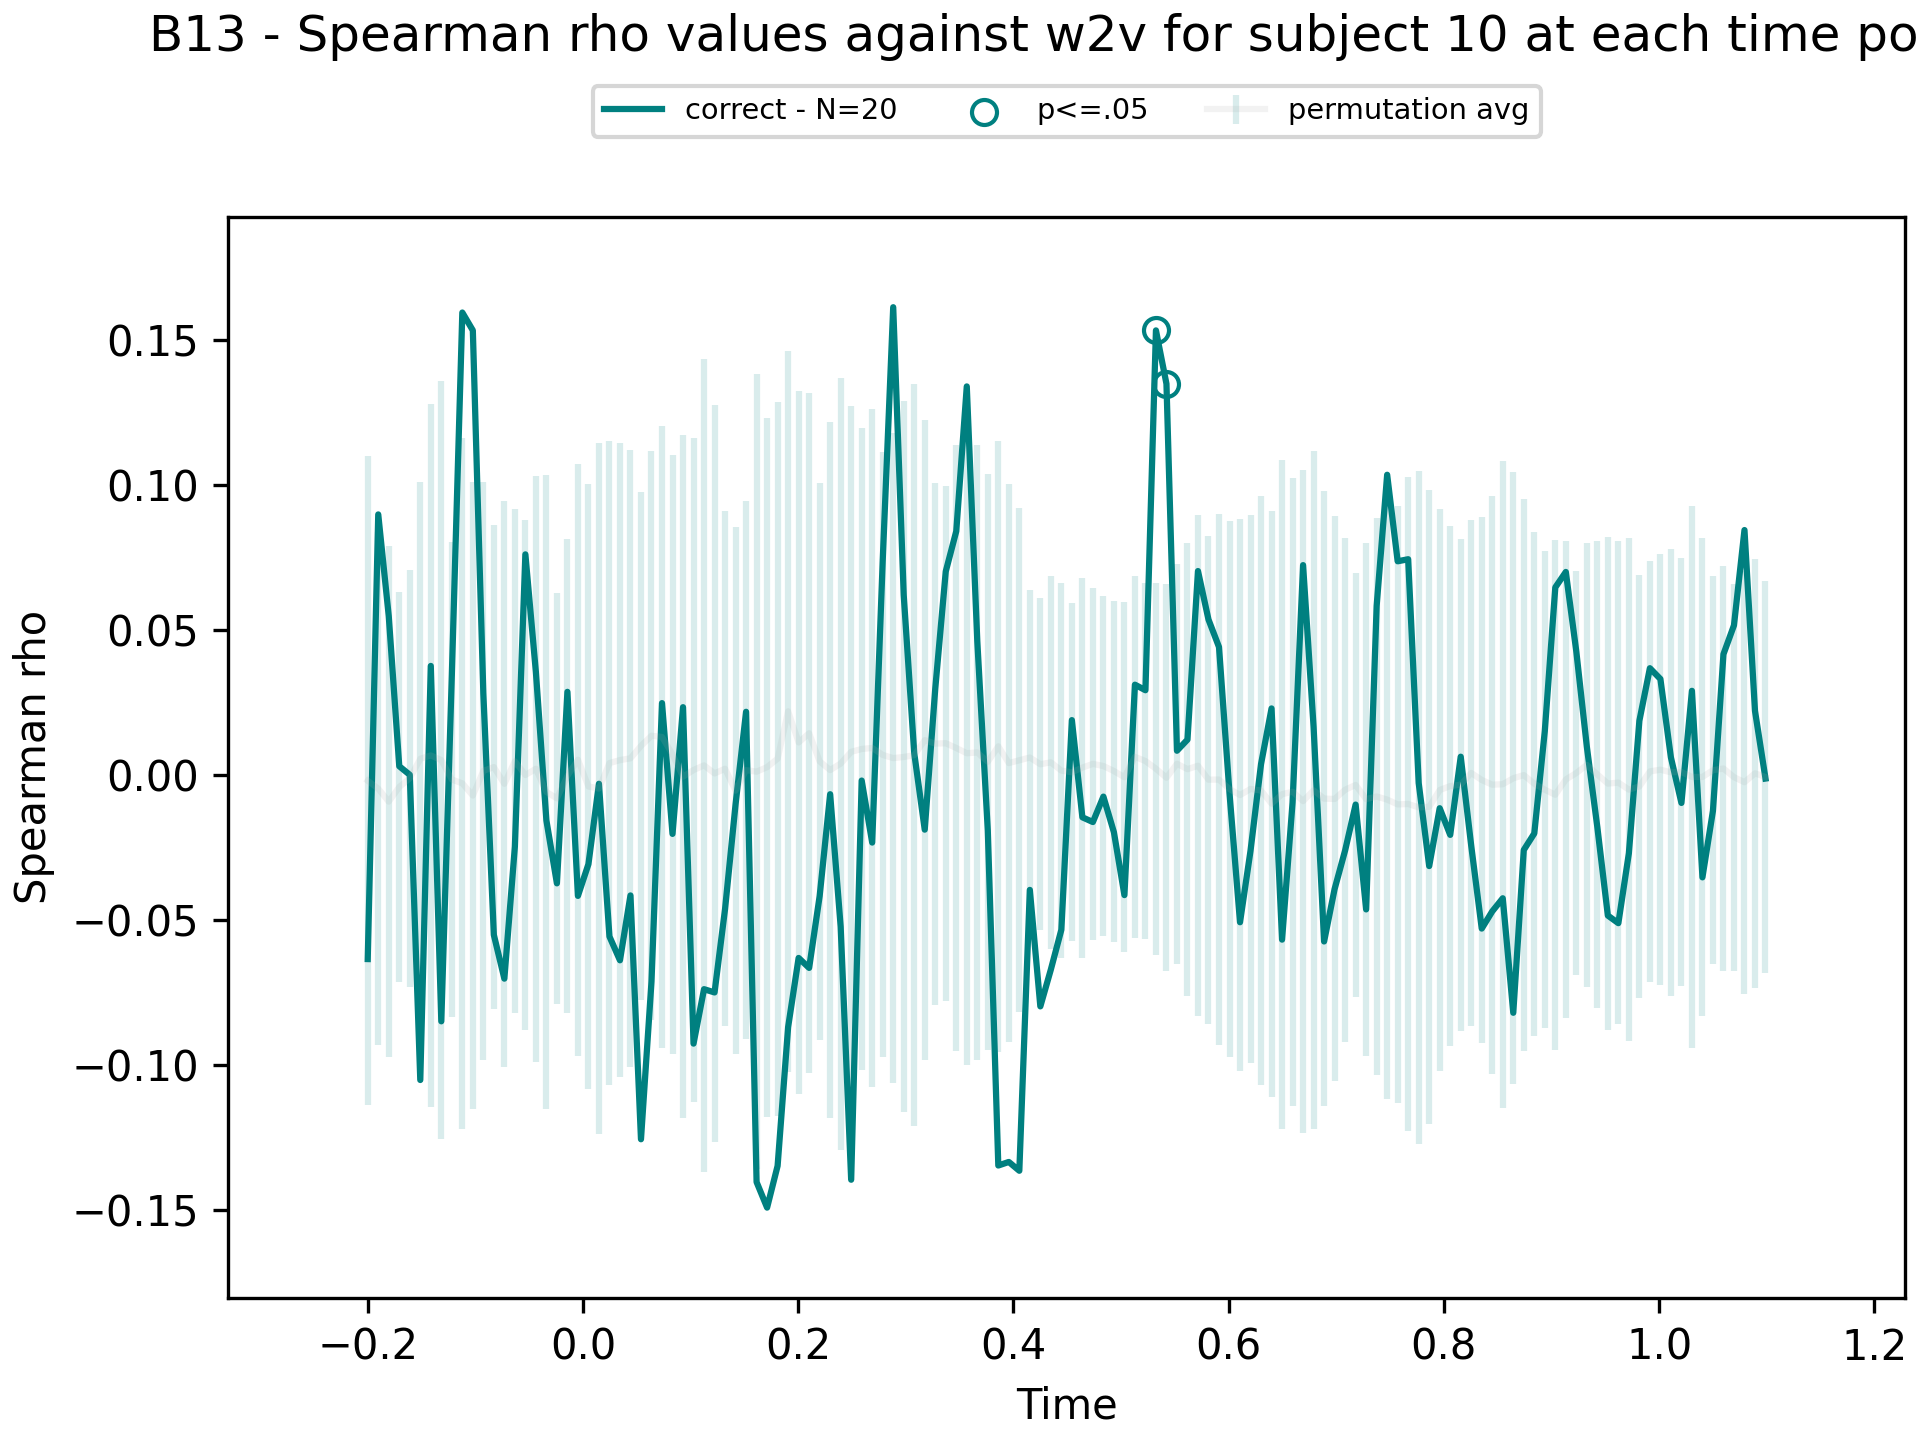 B13 - Spearman rho values against w2v for subject 10 at each time po
correct - N=20 p<=.05 permutation avg
0.15
0.10
0.05
0.00
−0.05
−0.10
−0.15
Spearman rho
−0.2 0.0 0.2 0.4 0.6 0.8 1.0 1.2
Time